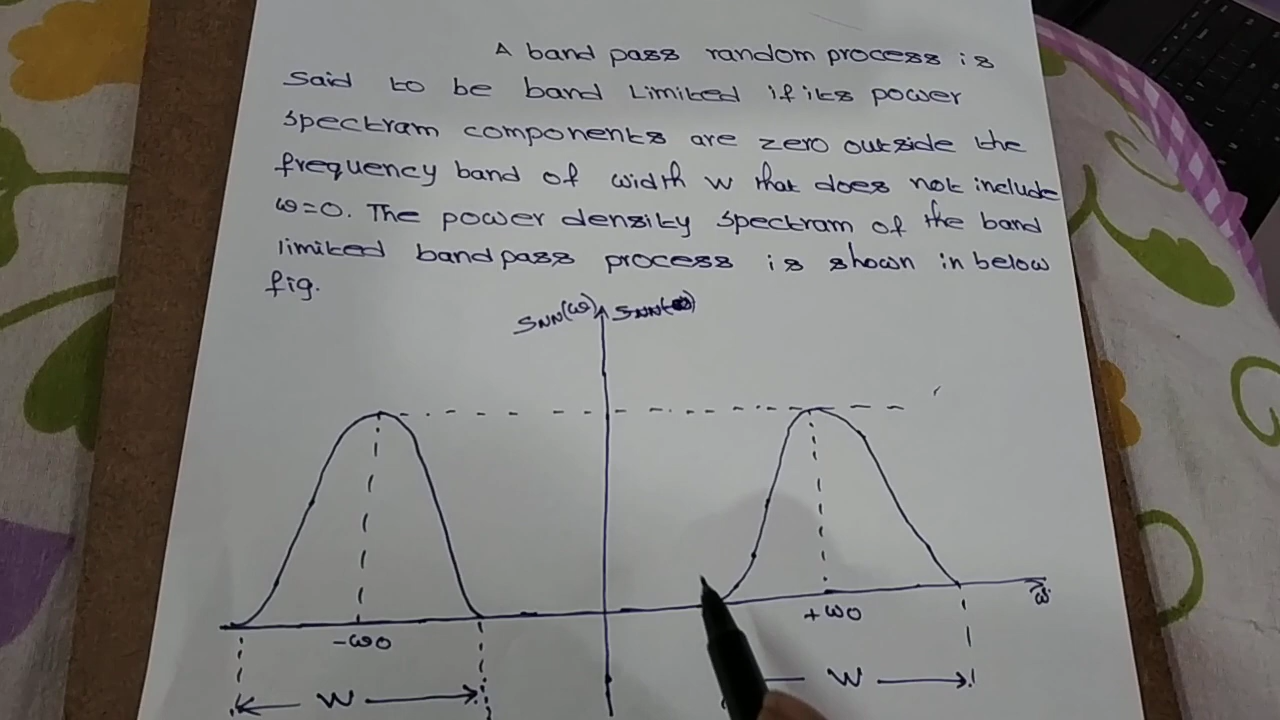 A band pass random process is
Said to be band Limited if its power
Spectram components are zero outside the
frequency band of width W that does not include
ω=0. The power density Spectram of the band
limited bandpass process is shown in below
fig.
SNN(ω) SNN(
-ω0
+ω0
W
W